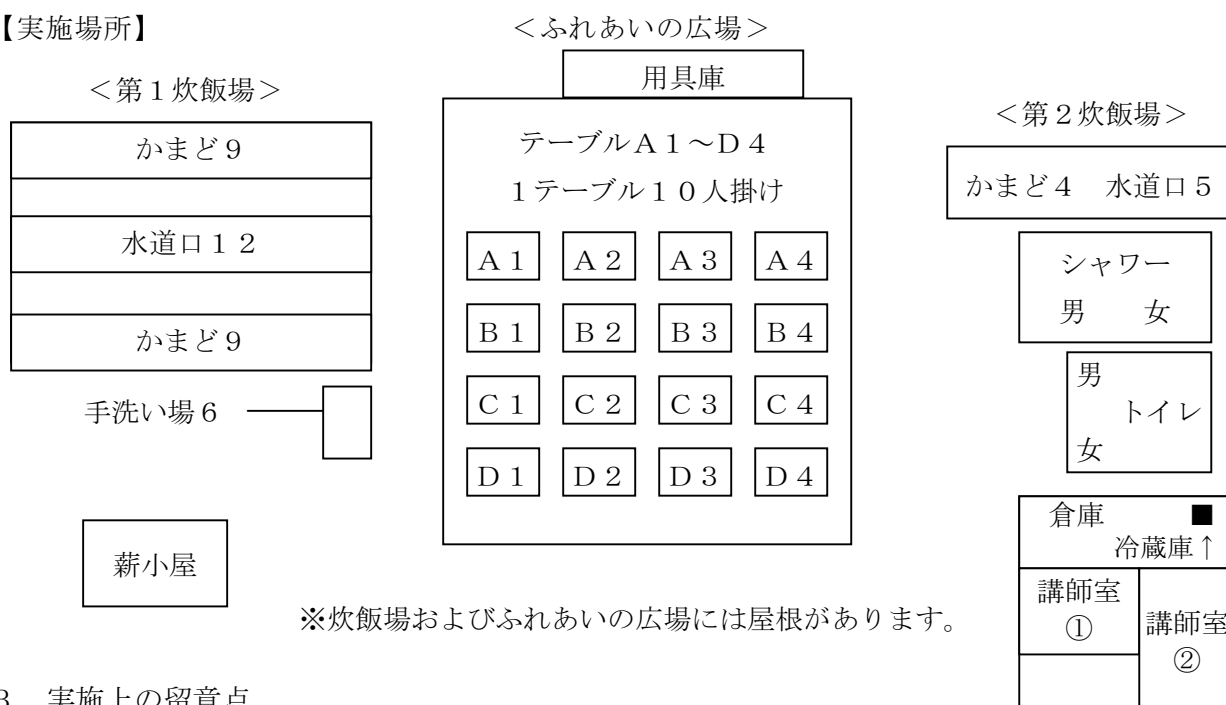 【実施場所】
＜ふれあいの広場＞
用具庫
＜第１炊飯場＞
かまど９
水道口１２
かまど９
手洗い場６
薪小屋
テーブルＡ１～Ｄ４
１テーブル１０人掛け
Ａ１ Ａ２ Ａ３ Ａ４
Ｂ１ Ｂ２ Ｂ３ Ｂ４
Ｃ１ Ｃ２ Ｃ３ Ｃ４
Ｄ１ Ｄ２ Ｄ３ Ｄ４
＜第２炊飯場＞
かまど４　水道口５
シャワー
男　女
男
トイレ
女
倉庫　■
冷蔵庫↑
講師室
①
講師室
②
※炊飯場およびふれあいの広場には屋根があります。
実施上の留意点